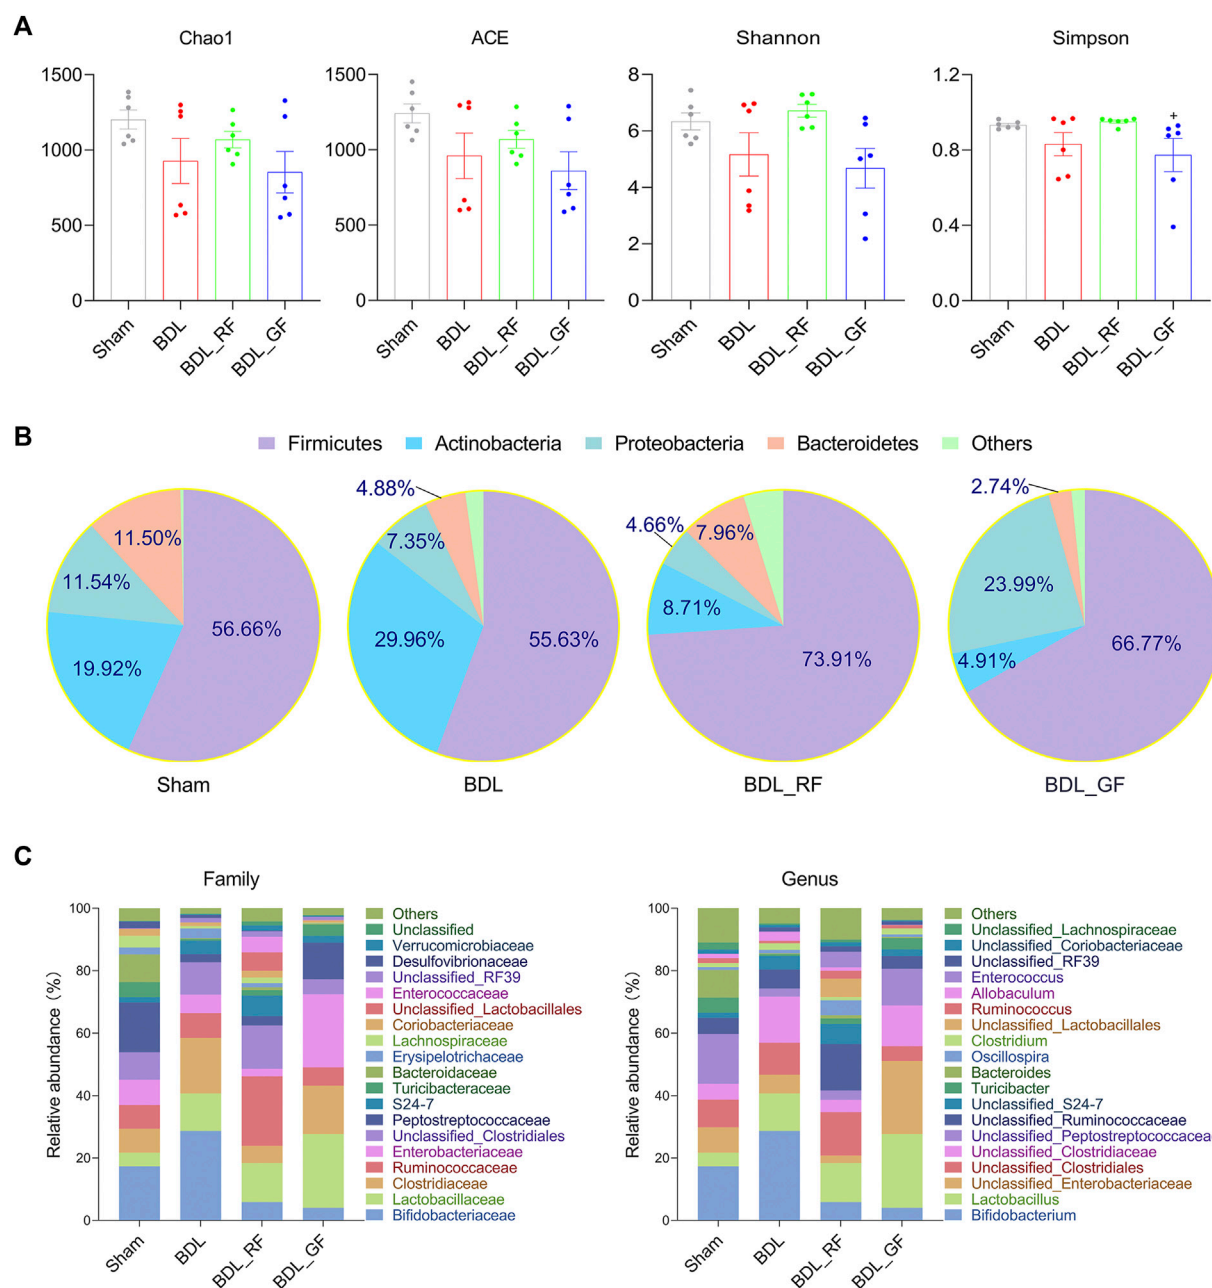 A
Chao1
ACE
Shannon
Simpson
1500
1000
500
0
Sham
BDL
BDL_RF
BDL_GF
1500
1000
500
0
Sham
BDL
BDL_RF
BDL_GF
8
6
4
2
0
Sham
BDL
BDL_RF
BDL_GF
1.2
0.8
0.4
0.0
+
Sham
BDL
BDL_RF
BDL_GF
B
Firmicutes Actinobacteria Proteobacteria Bacteroidetes Others
11.50%
11.54%
19.92%
56.66%
Sham
4.88%
7.35%
29.96%
55.63%
BDL
4.66%
7.96%
8.71%
73.91%
BDL_RF
2.74%
23.99%
4.91%
66.77%
BDL_GF
C
Family
Relative abundance (%)
100
80
60
40
20
0
Sham
BDL
BDL_RF
BDL_GF
Others
Unclassified
Verrucomicrobiaceae
Desulfovibrionaceae
Unclassified_RF39
Enterococcaceae
Unclassified_Lactobacillales
Coriobacteriaceae
Lachnospiraceae
Erysipelotrichaceae
Bacteroidaceae
Turicibacteraceae
S24-7
Peptostreptococcaceae
Unclassified_Clostridiales
Enterobacteriaceae
Ruminococcaceae
Clostridiaceae
Lactobacillaceae
Bifidobacteriaceae
Genus
Relative abundance (%)
100
80
60
40
20
0
Sham
BDL
BDL_RF
BDL_GF
Others
Unclassified_Lachnospiraceae
Unclassified_Coriobacteriaceae
Unclassified_RF39
Enterococcus
Allobaculum
Ruminococcus
Unclassified_Lactobacillales
Clostridium
Oscillospira
Bacteroides
Turicibacter
Unclassified_S24-7
Unclassified_Ruminococcaceae
Unclassified_Peptostreptococcacea
Unclassified_Clostridiaceae
Unclassified_Clostridiales
Unclassified_Enterobacteriaceae
Lactobacillus
Bifidobacterium